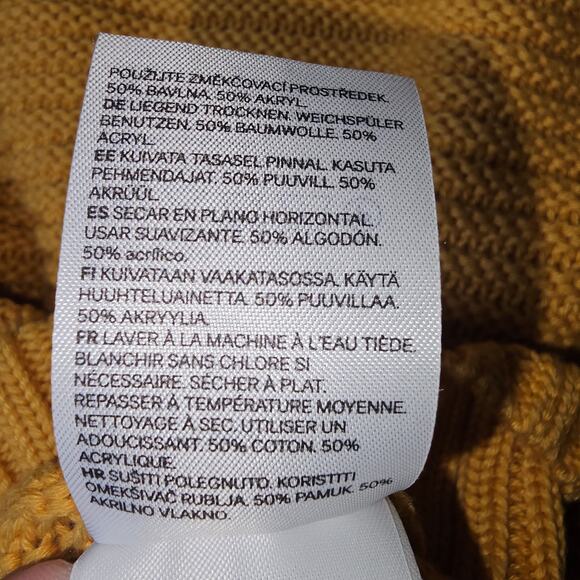 POUŽIJTE ZMĚKČOVACÍ PROSTŘEDEK.
50% BAVLNA. 50% AKRYL.
DE LIEGEND TROCKNEN. WEICHSPÜLER
BENUTZEN. 50% BAUMWOLLE. 50%
ACRYL.
EE KUIVATA TASASEL PINNAL. KASUTA
PEHMENDAJAT. 50% PUUVILL. 50%
AKRÜÜL.
ES SECAR EN PLANO HORIZONTAL.
USAR SUAVIZANTE. 50% ALGODÓN.
50% acrílico.
FI KUIVATAAN VAAKATASOSSA. KÄYTÄ
HUUHTELUAINETTA. 50% PUUVILLAA.
50% AKRYYLIA.
FR LAVER À LA MACHINE À L'EAU TIÈDE.
BLANCHIR SANS CHLORE SI
NÉCESSAIRE. SÉCHER À PLAT.
REPASSER À TEMPÉRATURE MOYENNE.
NETTOYAGE À SEC. UTILISER UN
ADOUCISSANT. 50% COTON. 50%
ACRYLIQUE.
HR SUŠITI POLEGNUTO. KORISTITI
OMEKŠIVAČ RUBLJA. 50% PAMUK. 50%
AKRILNO VLAKNO.